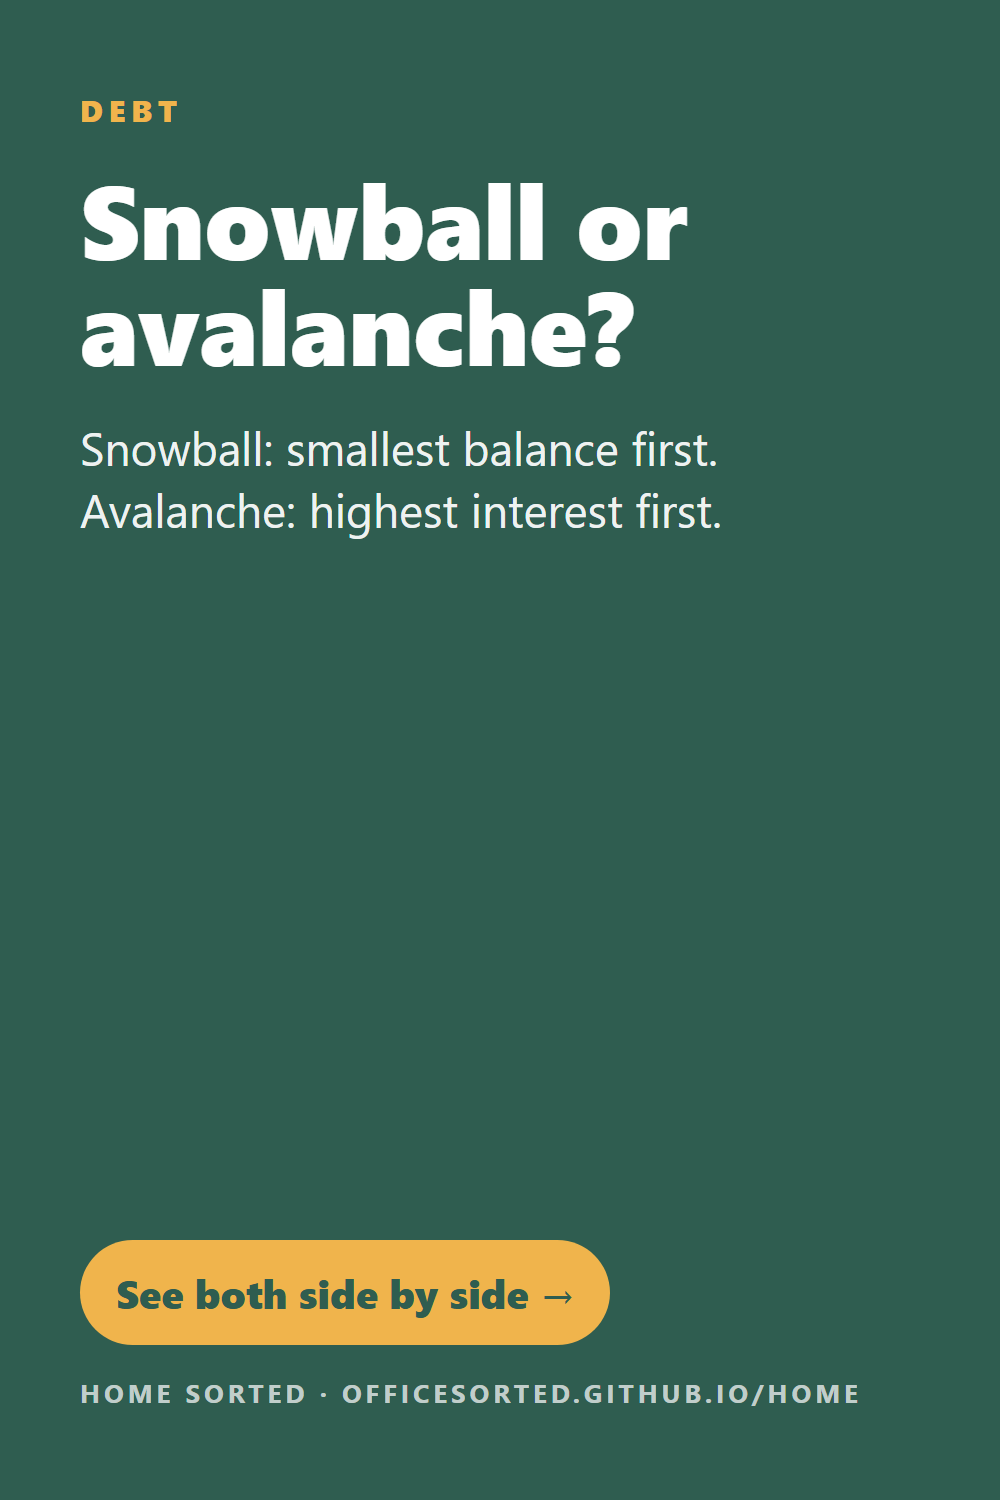 DEBT
Snowball or
avalanche?
Snowball: smallest balance first.
Avalanche: highest interest first.
See both side by side →
HOME SORTED · OFFICESORTED.GITHUB.IO/HOME